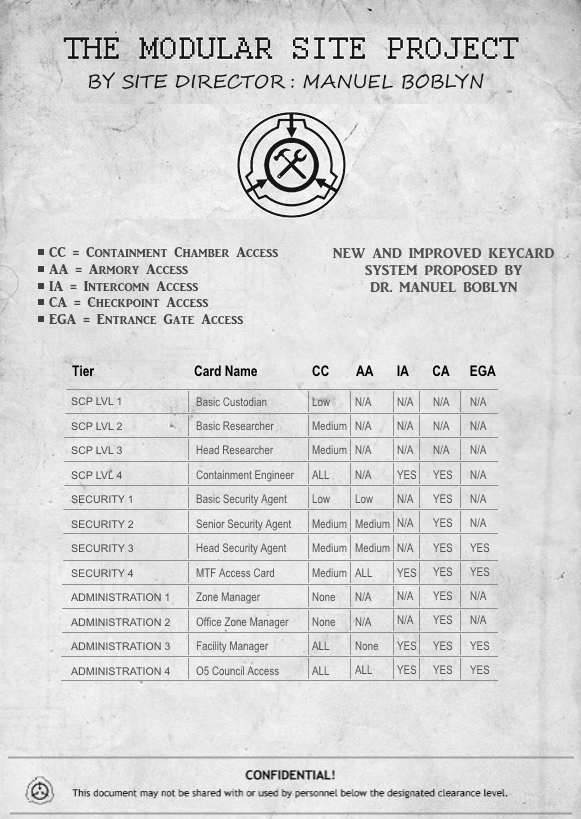 THE MODULAR SITE PROJECT
BY SITE DIRECTOR: MANUEL BOBLYN
CC = Containment Chamber Access
AA = Armory Access
IA = Intercomn Access
CA = Checkpoint Access
EGA = Entrance Gate Access
NEW AND IMPROVED KEYCARD
SYSTEM PROPOSED BY
DR. MANUEL BOBLYN
Tier Card Name CC AA IA CA EGA
SCP LVL 1 Basic Custodian Low N/A N/A N/A N/A
SCP LVL 2 Basic Researcher Medium N/A N/A N/A N/A
SCP LVL 3 Head Researcher Medium N/A N/A N/A N/A
SCP LVL 4 Containment Engineer ALL N/A YES YES N/A
SECURITY 1 Basic Security Agent Low Low N/A YES N/A
SECURITY 2 Senior Security Agent Medium Medium N/A YES N/A
SECURITY 3 Head Security Agent Medium Medium N/A YES YES
SECURITY 4 MTF Access Card Medium ALL YES YES YES
ADMINISTRATION 1 Zone Manager None N/A N/A YES N/A
ADMINISTRATION 2 Office Zone Manager None N/A N/A YES N/A
ADMINISTRATION 3 Facility Manager ALL None YES YES YES
ADMINISTRATION 4 O5 Council Access ALL ALL YES YES YES
CONFIDENTIAL!
This document may not be shared with or used by personnel below the designated clearance level.